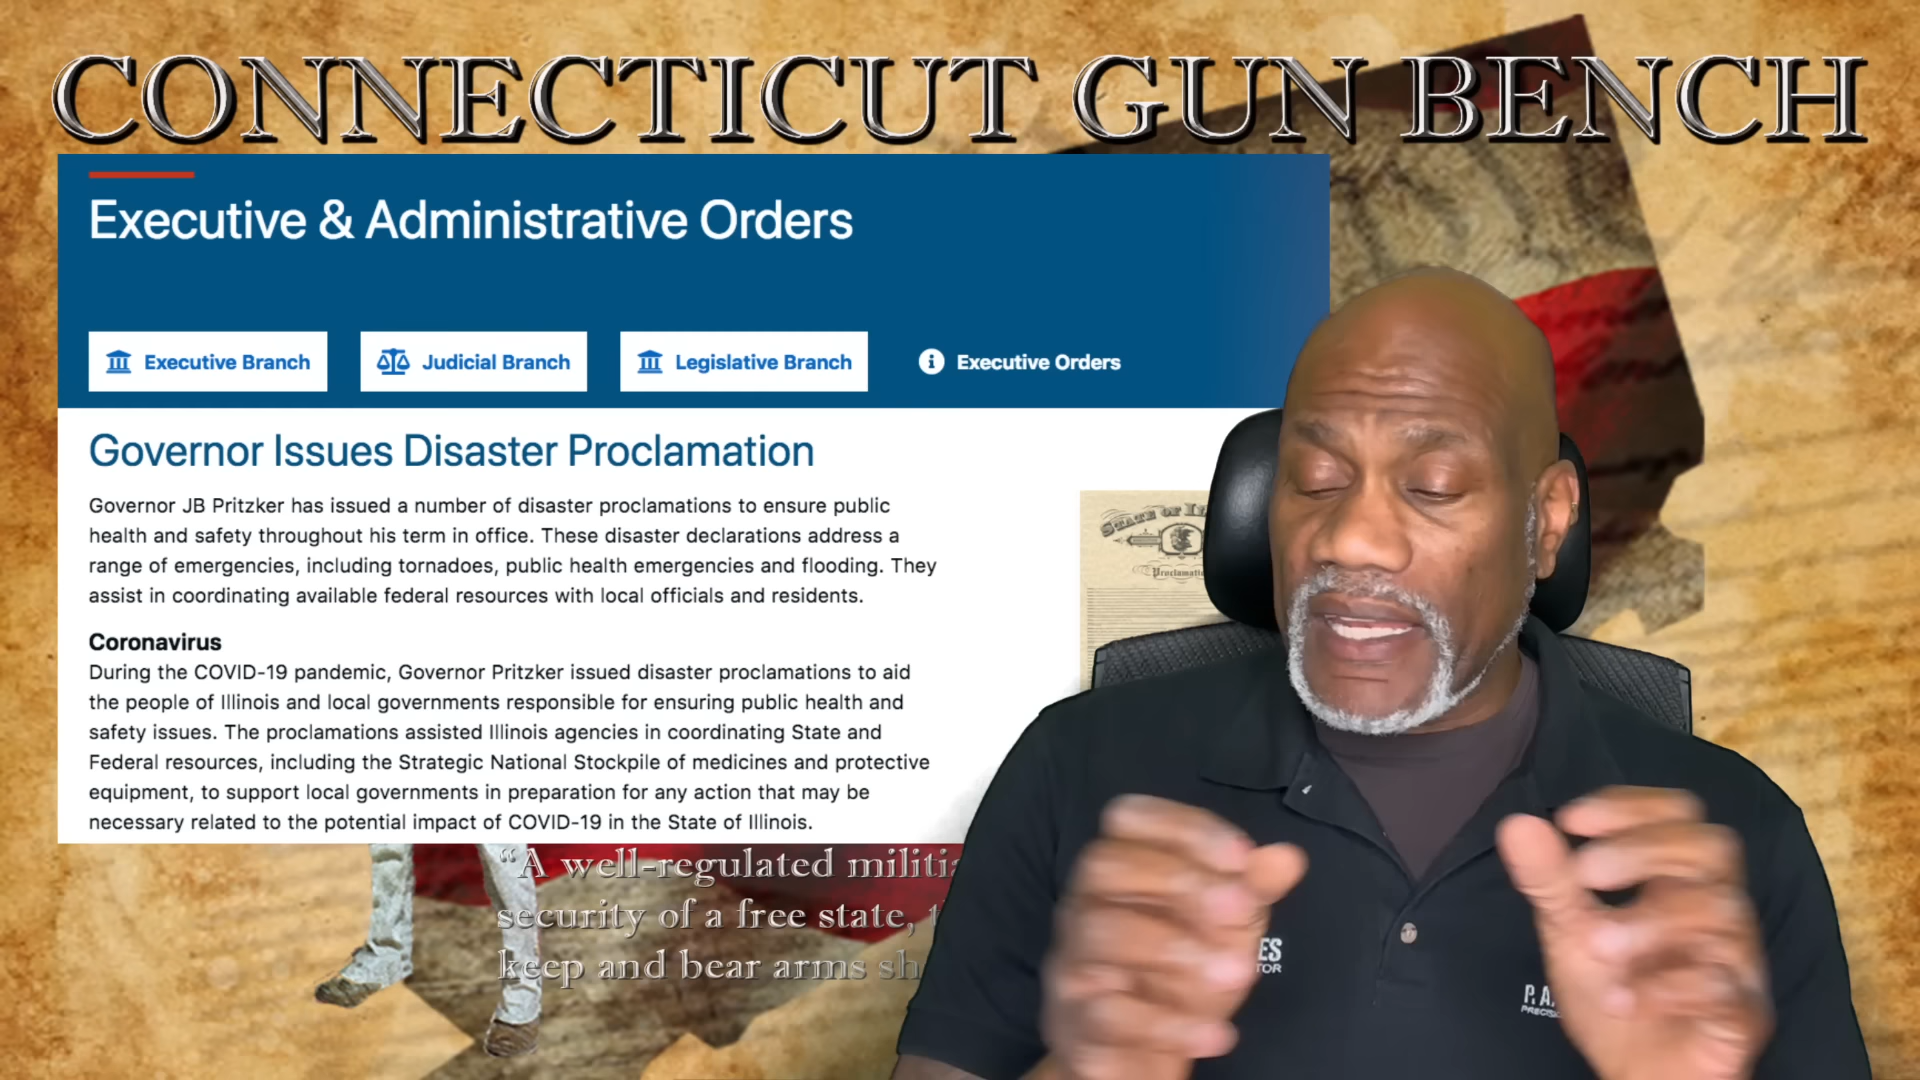 CONNECTICUT GUN BENCH
Executive & Administrative Orders
Executive Branch
Judicial Branch
Legislative Branch
Executive Orders
Governor Issues Disaster Proclamation
Governor JB Pritzker has issued a number of disaster proclamations to ensure public
health and safety throughout his term in office. These disaster declarations address a
range of emergencies, including tornadoes, public health emergencies and flooding. They
assist in coordinating available federal resources with local officials and residents.
Coronavirus
During the COVID-19 pandemic, Governor Pritzker issued disaster proclamations to aid
the people of Illinois and local governments responsible for ensuring public health and
safety issues. The proclamations assisted Illinois agencies in coordinating State and
Federal resources, including the Strategic National Stockpile of medicines and protective
equipment, to support local governments in preparation for any action that may be
necessary related to the potential impact of COVID-19 in the State of Illinois.
STATE OF
“A well-regulated
security of a free state,
keep and bear arms